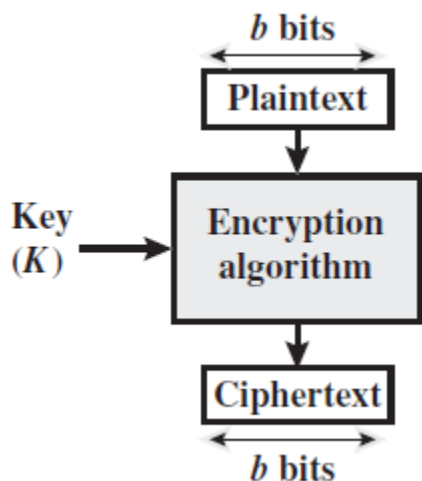 b bits
Plaintext
Key
(K)
Encryption
algorithm
Ciphertext
b bits